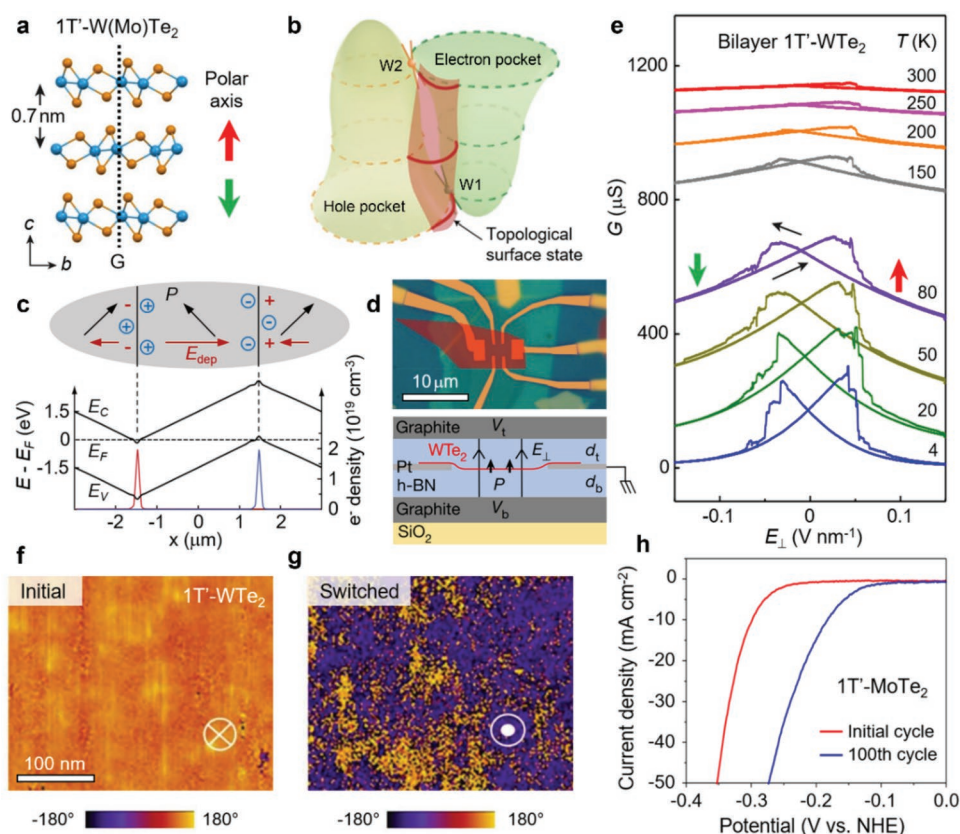 a
1T'-W(Mo)Te2
0.7 nm
Polar
axis
c
b
G
b
W2
Electron pocket
W1
Hole pocket
Topological
surface state
c
P
- + + -
Edep
E - EF (eV)
1.5
0
-1.5
EC
EF
EV
e- density (10^19 cm-3)
2
1
0
-2 -1 0 1 2
x (μm)
d
10 μm
Graphite Vt
WTe2 E⊥ dt
Pt P
h-BN db
Graphite Vb
SiO2
e
Bilayer 1T'-WTe2
T (K)
G (μS)
1200
800
400
0
300
250
200
150
80
50
20
4
-0.1 0 0.1
E⊥ (V nm-1)
f
Initial
1T'-WTe2
100 nm
-180° 180°
g
Switched
-180° 180°
h
Current density (mA cm-2)
0
-10
-20
-30
-40
-50
1T'-MoTe2
Initial cycle
100th cycle
-0.4 -0.3 -0.2 -0.1 0.0
Potential (V vs. NHE)